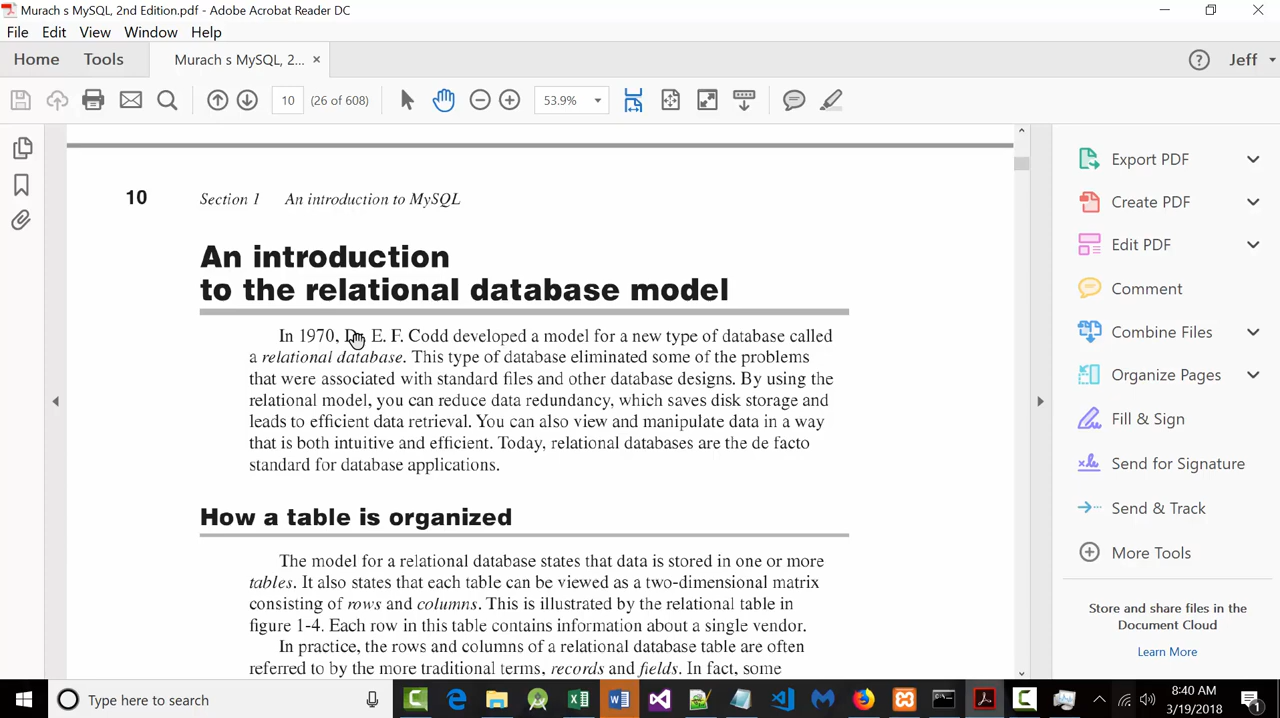 Murach s MySQL, 2nd Edition.pdf - Adobe Acrobat Reader DC
File Edit View Window Help
Home Tools Murach s MySQL, 2... × Jeff
10 (26 of 608) 53.9%
10 Section 1 An introduction to MySQL
An introduction
to the relational database model
In 1970, Dr. E. F. Codd developed a model for a new type of database called
a relational database. This type of database eliminated some of the problems
that were associated with standard files and other database designs. By using the
relational model, you can reduce data redundancy, which saves disk storage and
leads to efficient data retrieval. You can also view and manipulate data in a way
that is both intuitive and efficient. Today, relational databases are the de facto
standard for database applications.
How a table is organized
The model for a relational database states that data is stored in one or more
tables. It also states that each table can be viewed as a two-dimensional matrix
consisting of rows and columns. This is illustrated by the relational table in
figure 1-4. Each row in this table contains information about a single vendor.
In practice, the rows and columns of a relational database table are often
referred to by the more traditional terms, records and fields. In fact, some
Export PDF
Create PDF
Edit PDF
Comment
Combine Files
Organize Pages
Fill & Sign
Send for Signature
Send & Track
More Tools
Store and share files in the
Document Cloud
Learn More
Type here to search
8:40 AM
3/19/2018